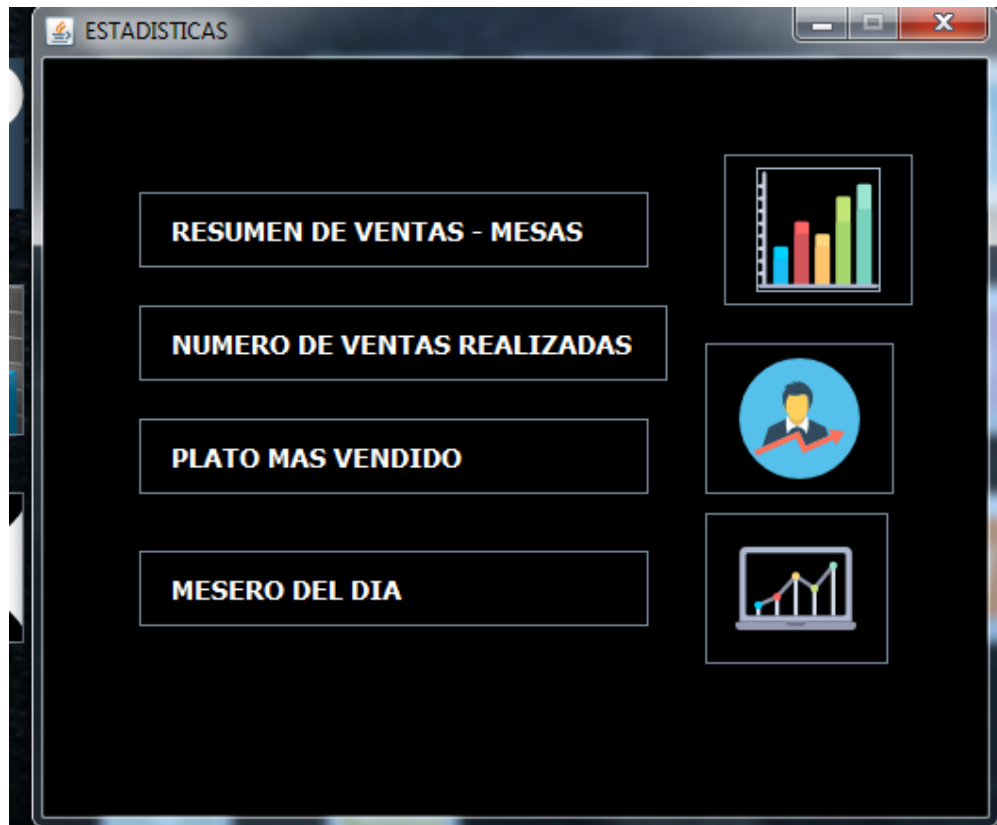 ESTADISTICAS
RESUMEN DE VENTAS - MESAS
NUMERO DE VENTAS REALIZADAS
PLATO MAS VENDIDO
MESERO DEL DIA